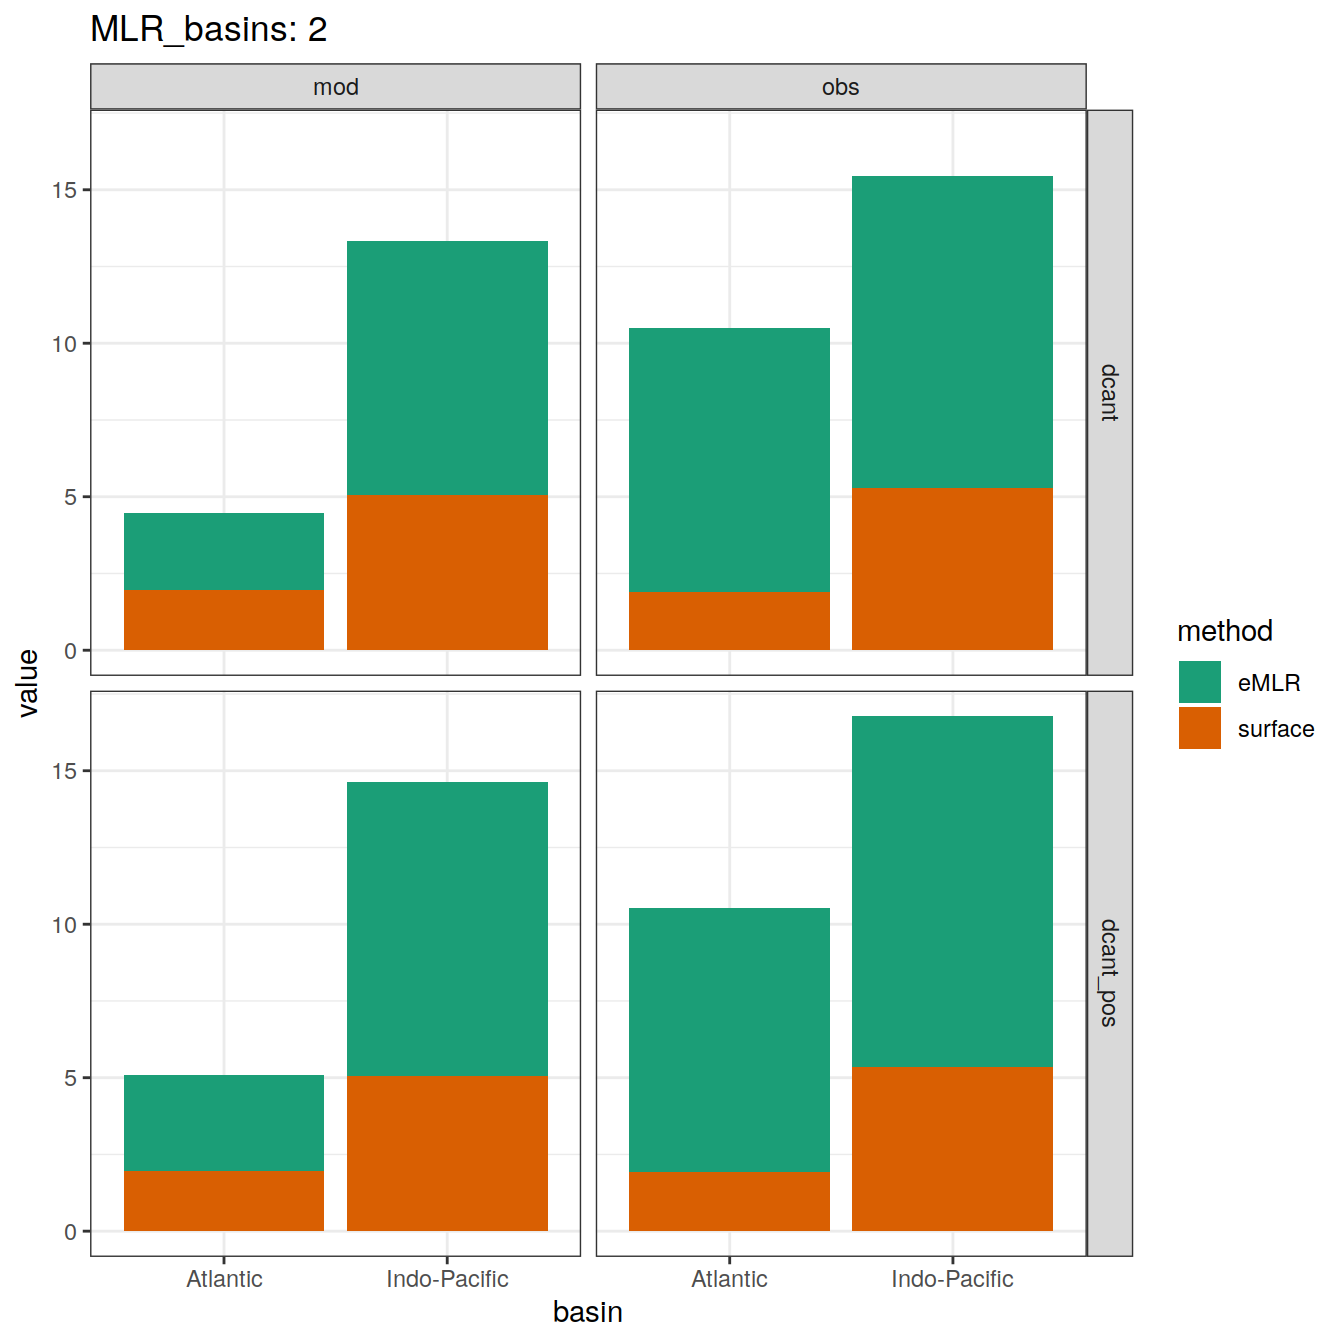 MLR_basins: 2
mod
obs
15
10
5
0
dcant
15
10
5
0
dcant_pos
value
Atlantic
Indo-Pacific
Atlantic
Indo-Pacific
basin
method
eMLR
surface